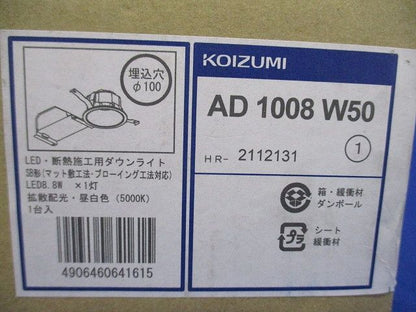 埋込穴
φ100
LED・断熱施工用ダウンライト
SB形(マット敷工法・ブローイング工法対応)
LED8.8W ×1灯
拡散配光・昼白色 (5000K)
1台入
4906460641615
KOIZUMI
AD 1008 W50
HR- 2112131
1
箱・緩衝材
ダンボール
プラ
シート
緩衝材